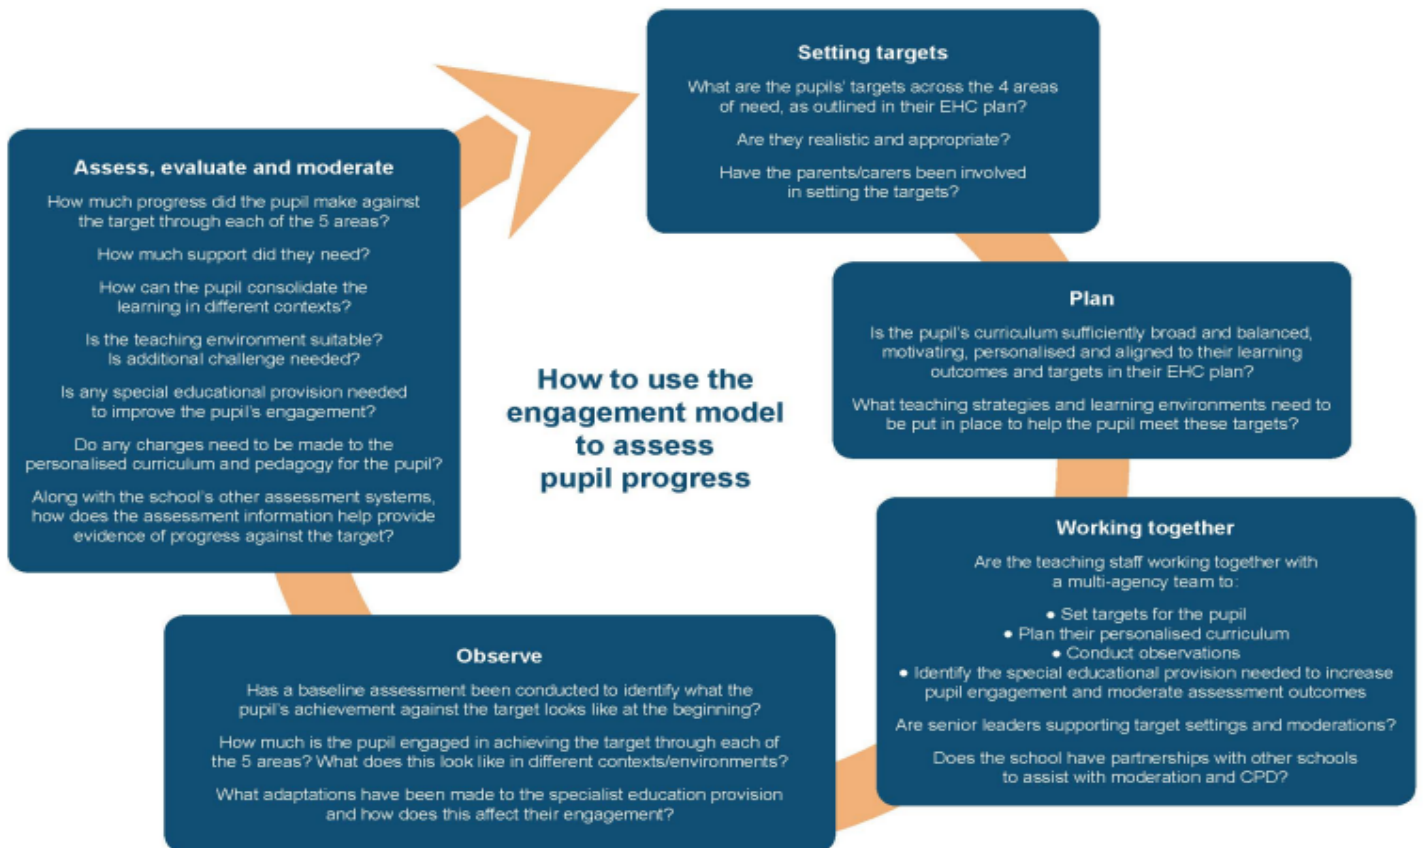 How to use the
engagement model
to assess
pupil progress
Setting targets
What are the pupils' targets across the 4 areas
of need, as outlined in their EHC plan?
Are they realistic and appropriate?
Have the parents/carers been involved
in setting the targets?
Plan
Is the pupil's curriculum sufficiently broad and balanced,
motivating, personalised and aligned to their learning
outcomes and targets in their EHC plan?
What teaching strategies and learning environments need to
be put in place to help the pupil meet these targets?
Working together
Are the teaching staff working together with
a multi-agency team to:
● Set targets for the pupil
● Plan their personalised curriculum
● Conduct observations
● Identify the special educational provision needed to increase
pupil engagement and moderate assessment outcomes
Are senior leaders supporting target settings and moderations?
Does the school have partnerships with other schools
to assist with moderation and CPD?
Observe
Has a baseline assessment been conducted to identify what the
pupil's achievement against the target looks like at the beginning?
How much is the pupil engaged in achieving the target through each of
the 5 areas? What does this look like in different contexts/environments?
What adaptations have been made to the specialist education provision
and how does this affect their engagement?
Assess, evaluate and moderate
How much progress did the pupil make against
the target through each of the 5 areas?
How much support did they need?
How can the pupil consolidate the
learning in different contexts?
Is the teaching environment suitable?
Is additional challenge needed?
Is any special educational provision needed
to improve the pupil's engagement?
Do any changes need to be made to the
personalised curriculum and pedagogy for the pupil?
Along with the school's other assessment systems,
how does the assessment information help provide
evidence of progress against the target?